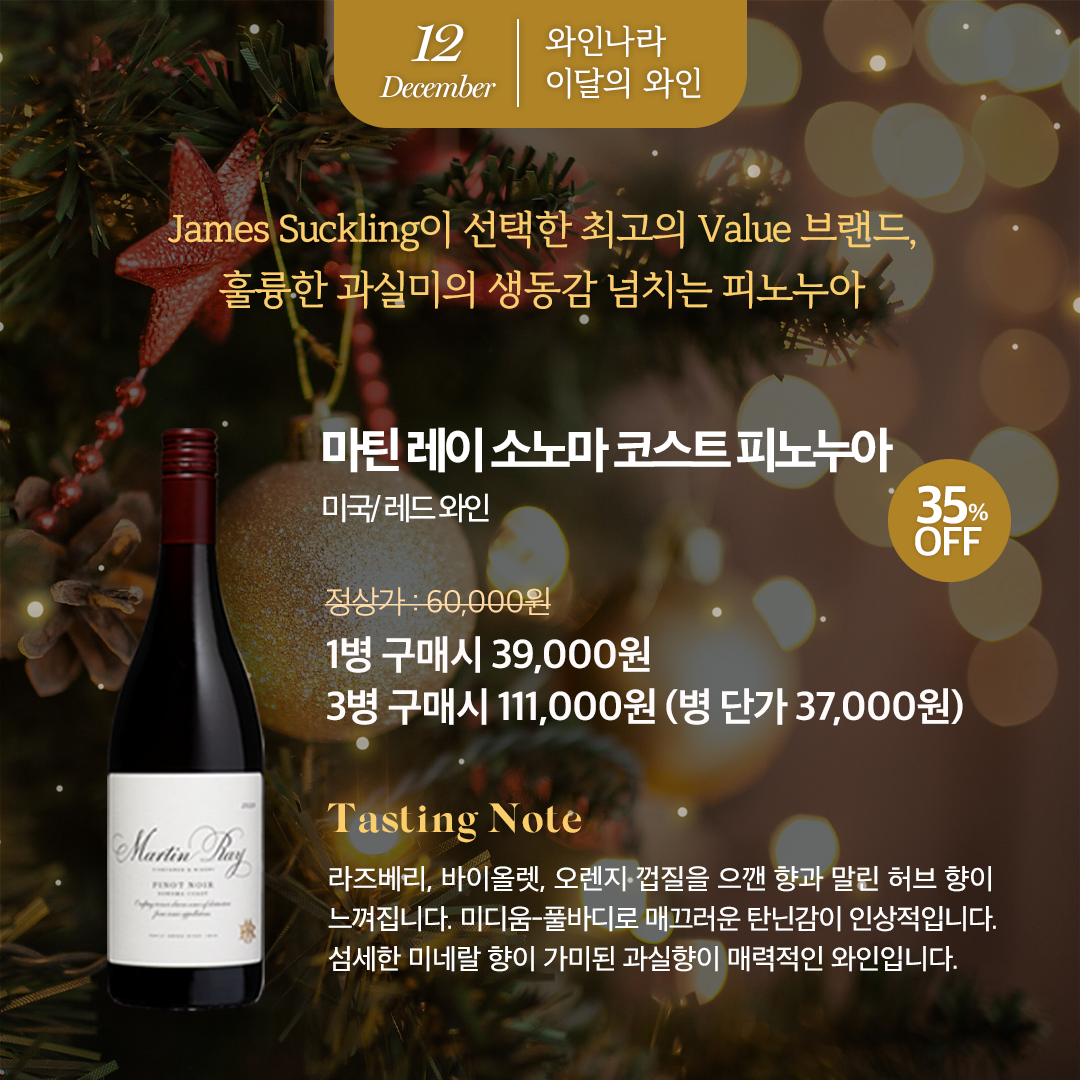 12
December
와인나라
이달의 와인
James Suckling이 선택한 최고의 Value 브랜드,
훌륭한 과실미의 생동감 넘치는 피노누아
마틴 레이 소노마 코스트 피노누아
미국/ 레드 와인
35%
OFF
정상가 : 60,000원
1병 구매시 39,000원
3병 구매시 111,000원 (병 단가 37,000원)
Tasting Note
라즈베리, 바이올렛, 오렌지 껍질을 으깬 향과 말린 허브 향이
느껴집니다. 미디움-풀바디로 매끄러운 탄닌감이 인상적입니다.
섬세한 미네랄 향이 가미된 과실향이 매력적인 와인입니다.
Martin Ray
VINEYARDS & WINERY
PINOT NOIR
SONOMA COAST